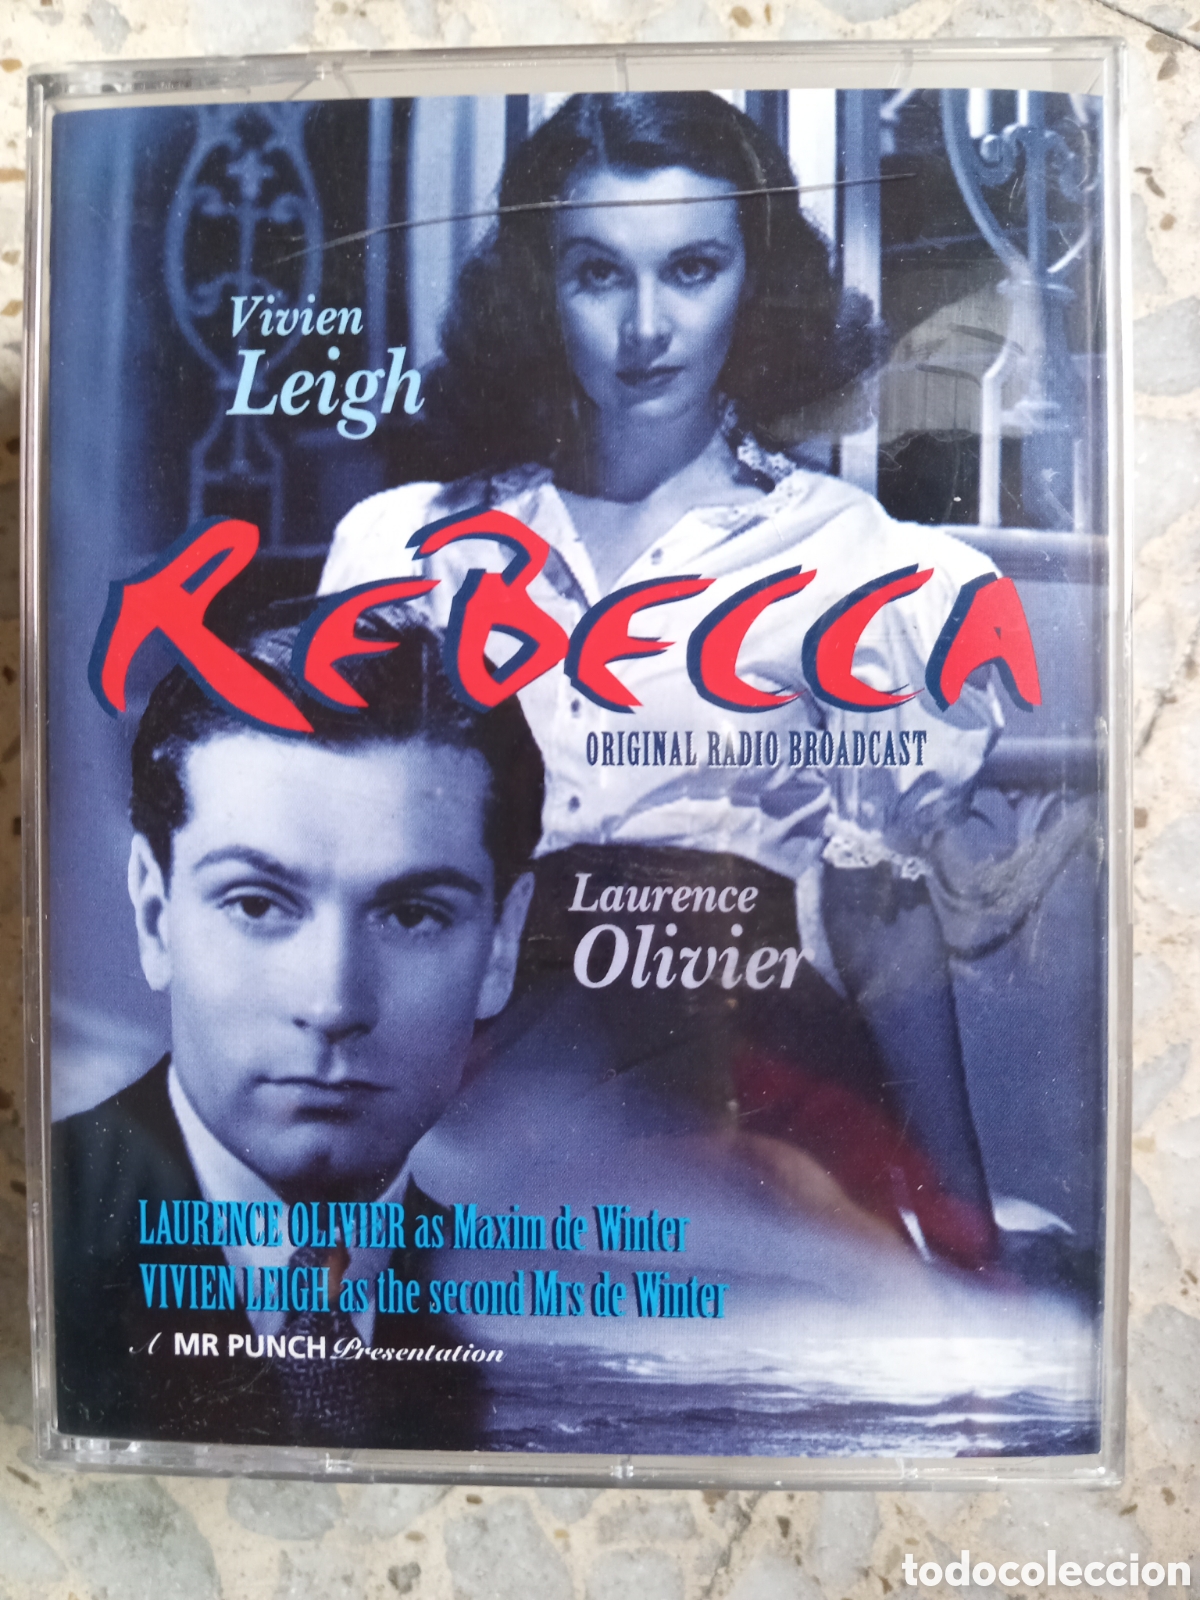 Vivien
Leigh
REBECCA
ORIGINAL RADIO BROADCAST
Laurence
Olivier
LAURENCE OLIVIER as Maxim de Winter
VIVIEN LEIGH as the second Mrs de Winter
A MR PUNCH Presentation
todocoleccion